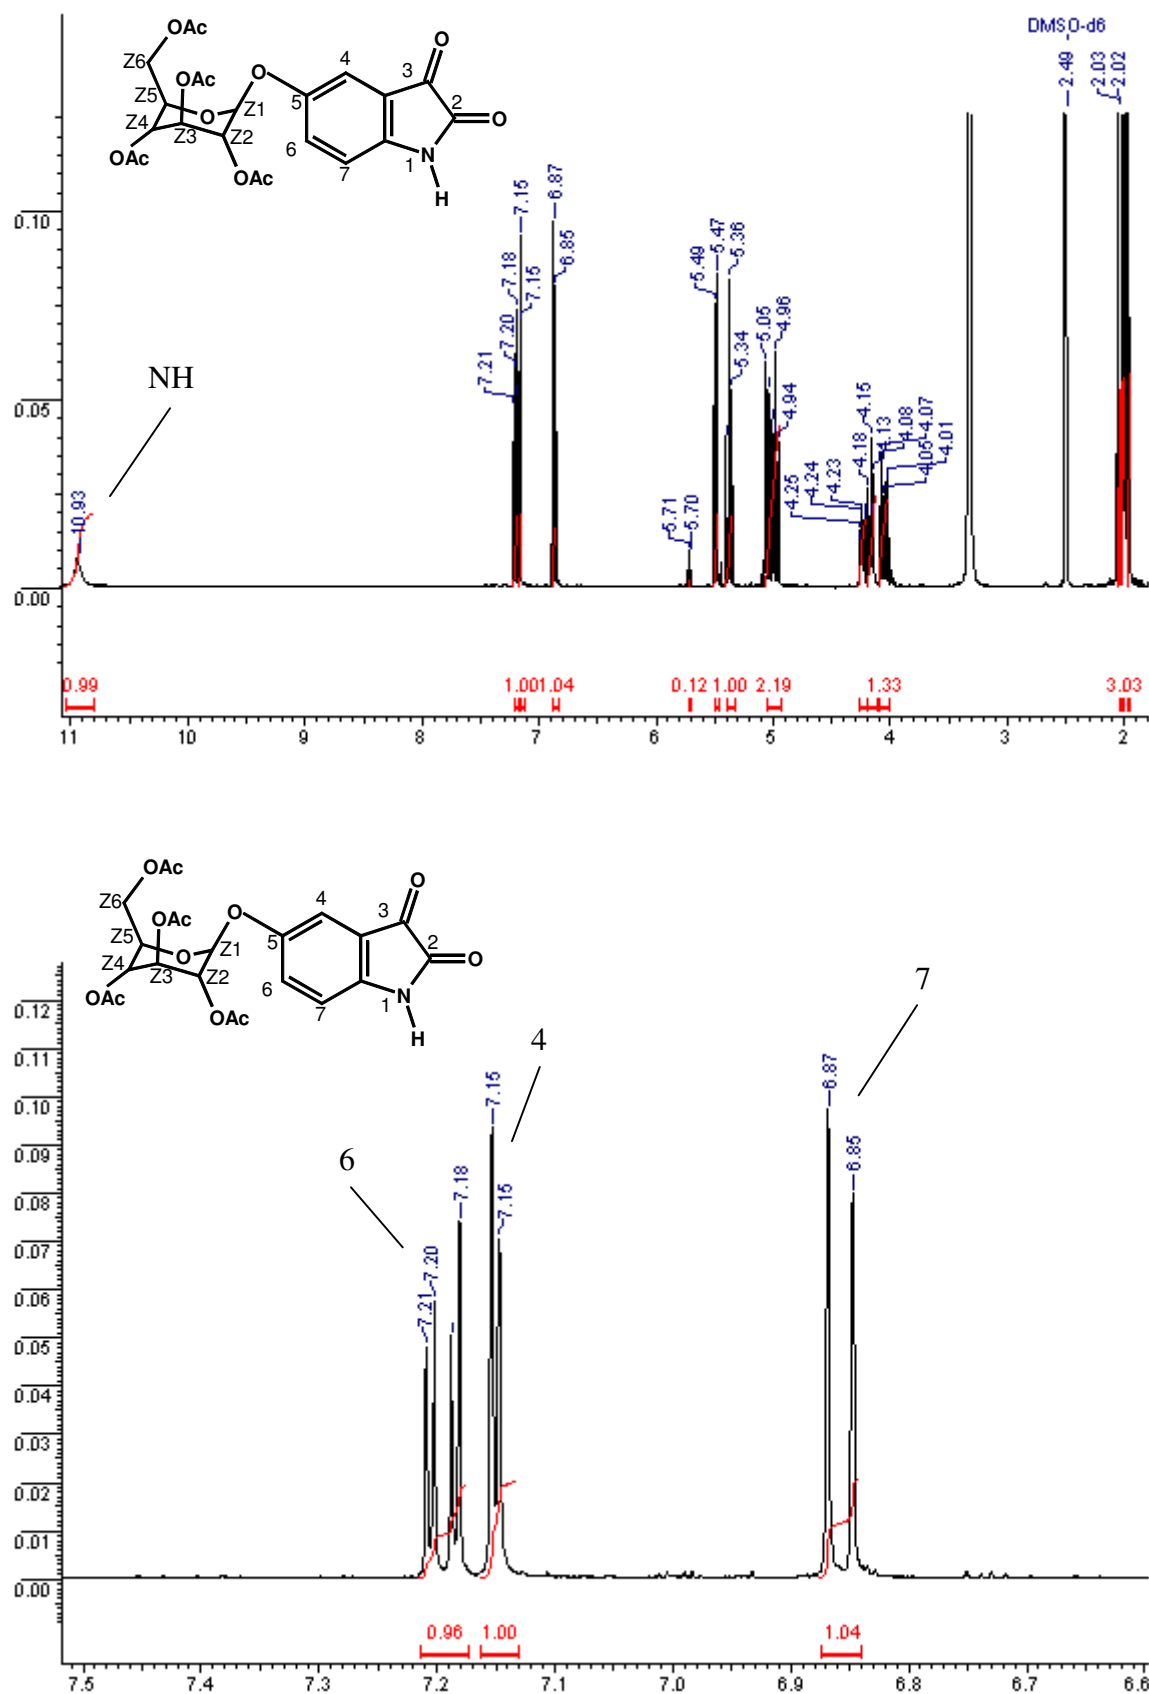 OAc
DMSO-d6
Z6
O
4
O
OAc
3
Z5
O
Z1
5
2
O
Z4
Z3
Z2
6
1
N
OAc
7
OAc
H
2.49
2.03
2.02
7.15
6.87
0.10
7.18
7.15
6.85
5.49
5.47
5.36
7.21
7.20
5.34
5.05
4.96
NH
0.05
4.94
4.25
4.24
4.23
4.18
4.15
4.13
4.08
4.07
4.05
4.01
10.93
5.71
5.70
0.00
0.99
1.00
1.04
0.12
1.00
2.19
1.33
3.03
11 10 9 8 7 6 5 4 3 2
OAc
O
Z6
O
4
OAc
3
Z5
O
Z1
5
2
O
Z4
Z3
Z2
6
1
N
OAc
7
OAc
H
7
0.12
4
0.11
7.15
6.87
0.10
6
0.09
7.18
7.15
6.85
0.08
0.07
7.21
7.20
0.06
0.05
0.04
0.03
0.02
0.01
0.00
0.96
1.00
1.04
7.5 7.4 7.3 7.2 7.1 7.0 6.9 6.8 6.7 6.6